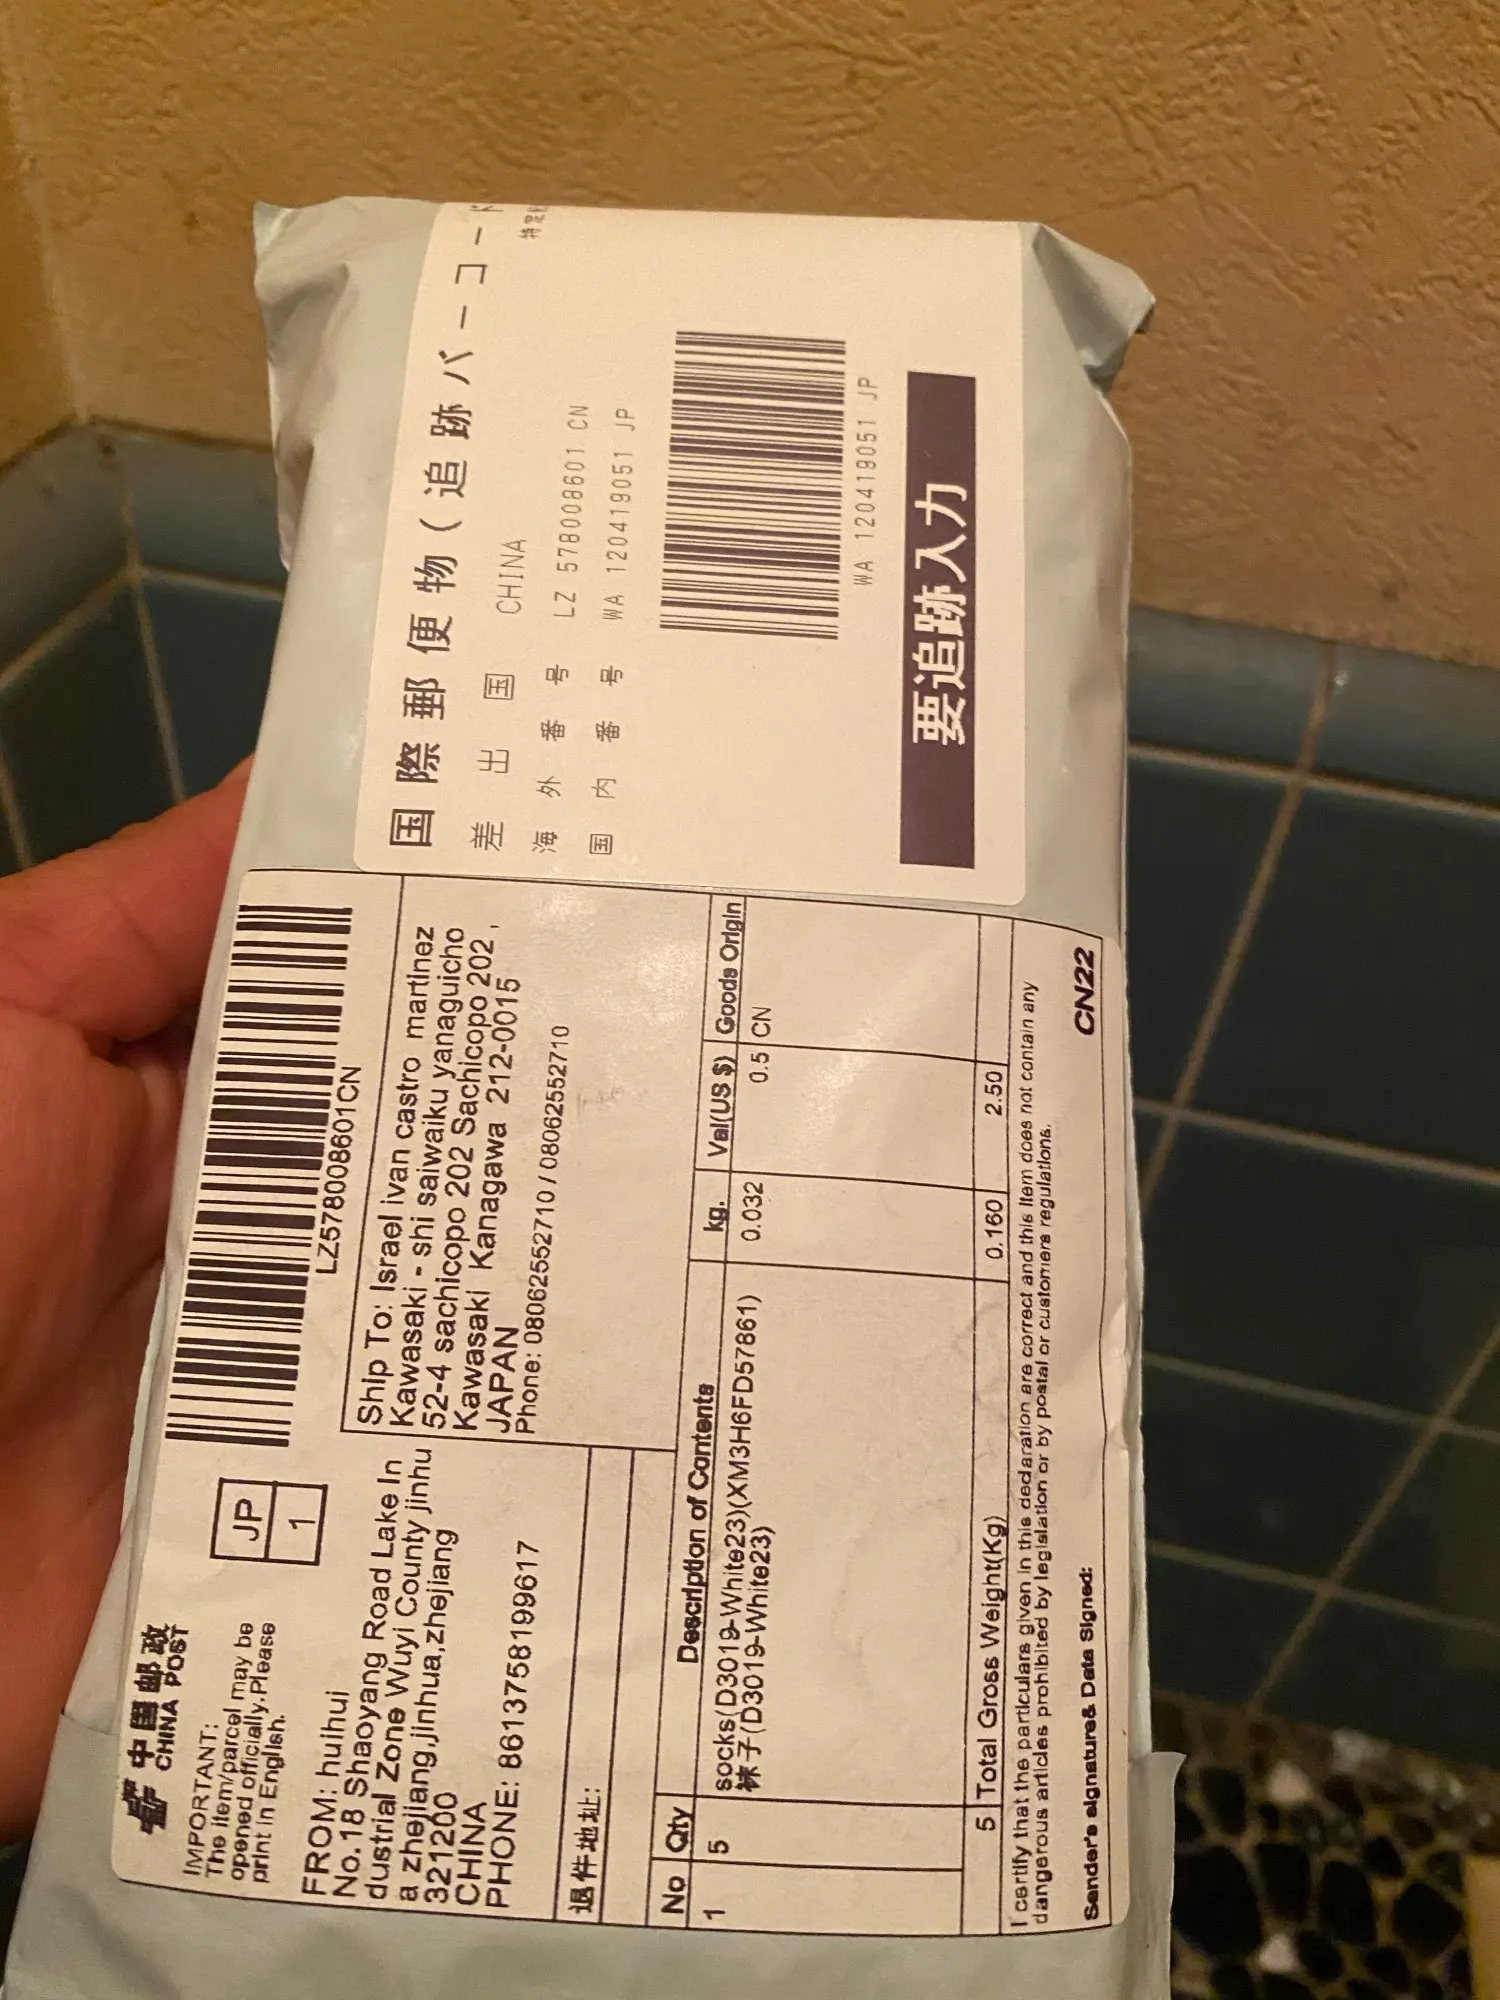 中国邮政
CHINA POST
IMPORTANT:
The item/parcel may be
opened officially.Please
print in English.
JP
1
LZ578008601CN
FROM: huihui
No.18 Shaoyang Road Lake In
dustrial Zone Wuyi County jinhu
a zhejiang,jinhua,zhejiang
321200
CHINA
PHONE: 8613758199617
Ship To: Israel ivan castro martinez
Kawasaki - shi saiwaiku yanaguicho
52-4 sachicopo 202 Sachicopo 202 ,
Kawasaki Kanagawa 212-0015
JAPAN
Phone: 08062552710 / 08062552710
退件地址:
No Qty Description of Contents kg. Val(US $) Goods Origin
1 5 socks(D3019-White23)(XM3H6FD57861) 0.032 0.5 CN
袜子(D3019-White23)
5 Total Gross Weight(Kg) 0.160 2.50
I certify that the particulars given in this declaration are correct and this item does not contain any
dangerous articles prohibited by legislation or by postal or customers regulations.
Sender's signature& Data Signed:
CN22
国際郵便物(追跡バーコード
特定
差出国 CHINA
海外番号 LZ 578008601 CN
国内番号 WA 120419051 JP
WA 120419051 JP
要追跡入力